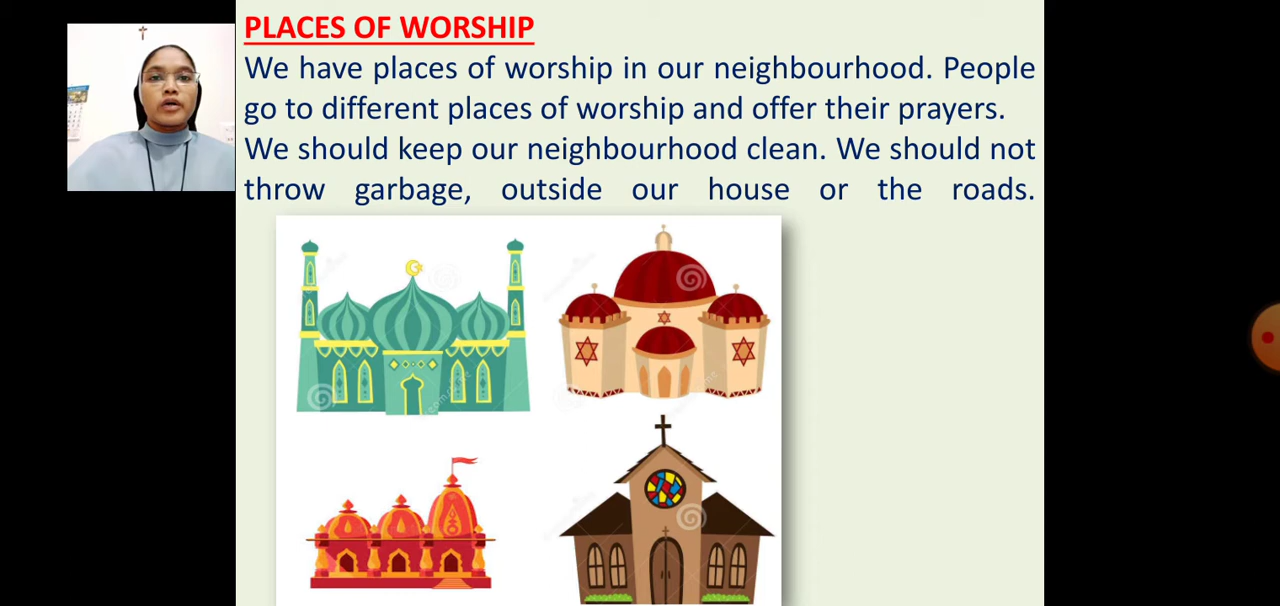 PLACES OF WORSHIP
We have places of worship in our neighbourhood. People
go to different places of worship and offer their prayers.
We should keep our neighbourhood clean. We should not
throw garbage, outside our house or the roads.